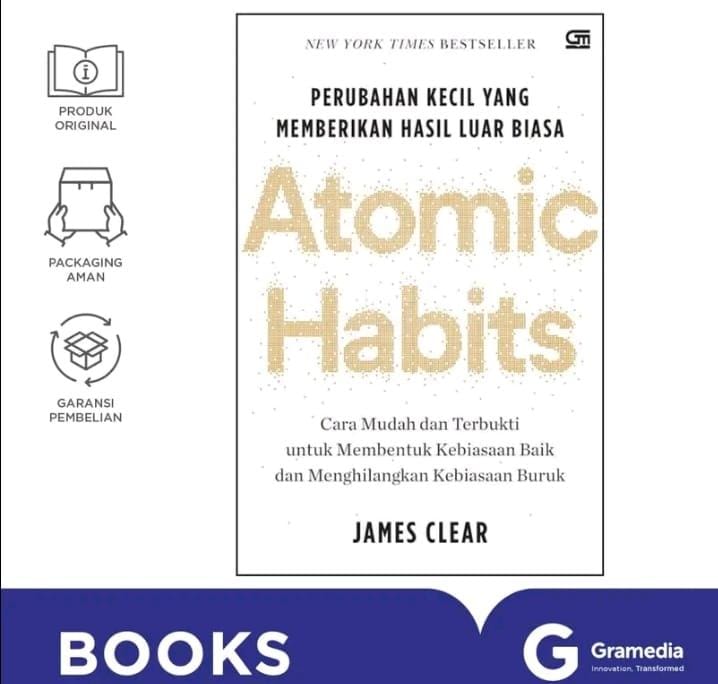 PRODUK
ORIGINAL
PACKAGING
AMAN
GARANSI
PEMBELIAN
NEW YORK TIMES BESTSELLER
GM
PERUBAHAN KECIL YANG
MEMBERIKAN HASIL LUAR BIASA
Atomic
Habits
Cara Mudah dan Terbukti
untuk Membentuk Kebiasaan Baik
dan Menghilangkan Kebiasaan Buruk
JAMES CLEAR
BOOKS
G Gramedia
Innovation, Transformed